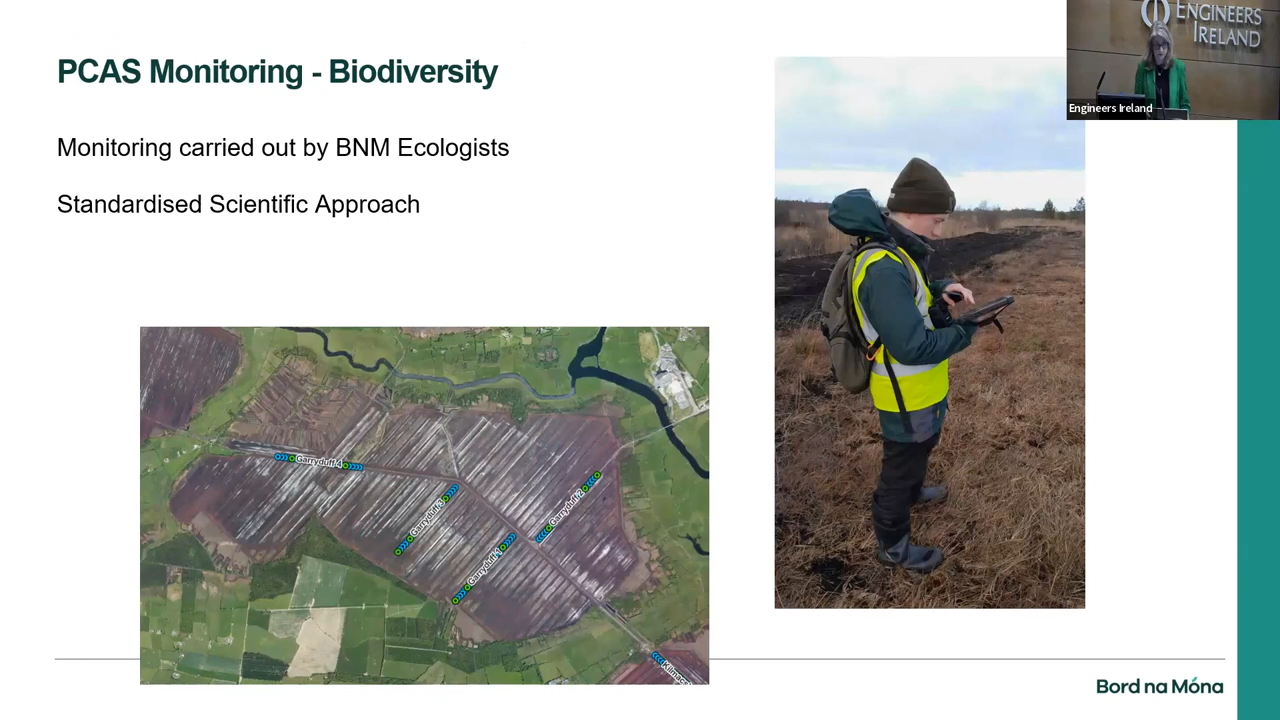 PCAS Monitoring - Biodiversity
Monitoring carried out by BNM Ecologists
Standardised Scientific Approach
ENGINEERS
IRELAND
Engineers Ireland
Garryduff-4
Garryduff-3
Garryduff-2
Garryduff-1
Bord na Móna